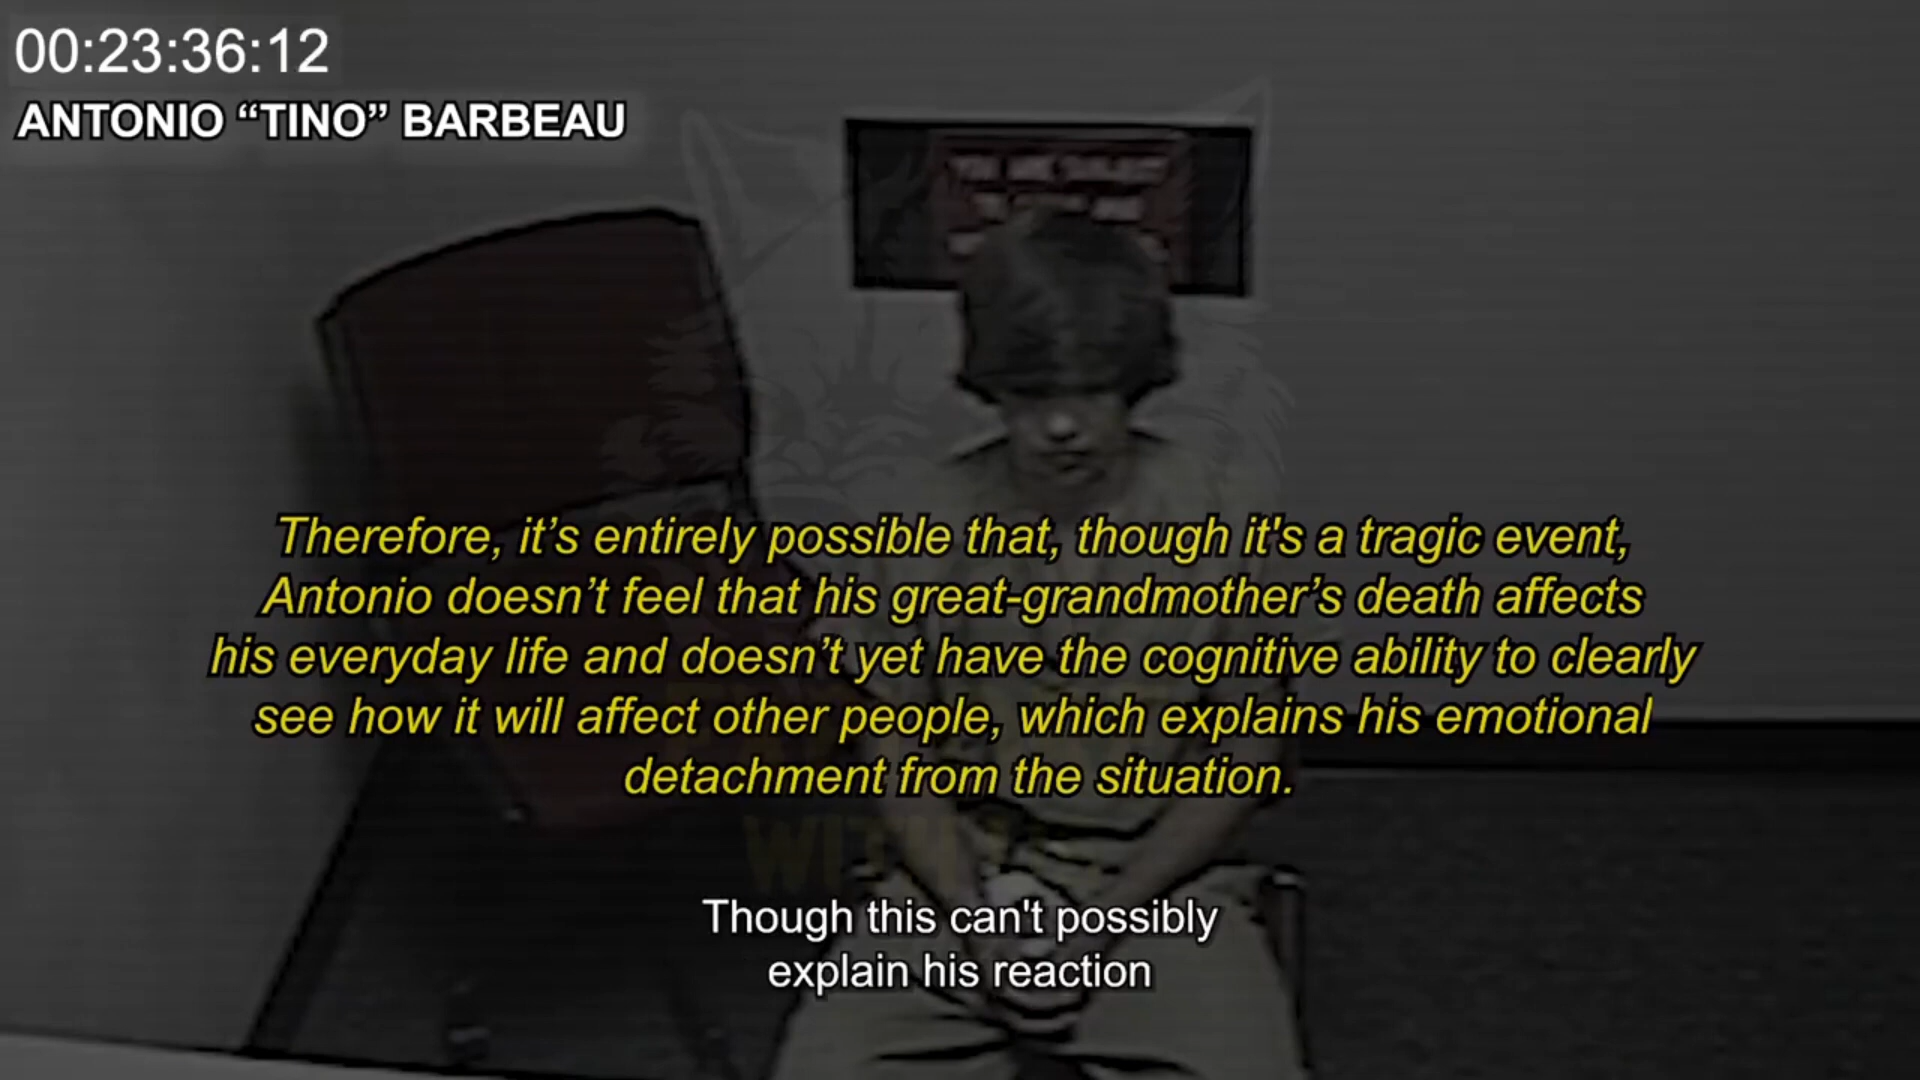 00:23:36:12
ANTONIO “TINO” BARBEAU
Therefore, it’s entirely possible that, though it's a tragic event,
Antonio doesn’t feel that his great-grandmother’s death affects
his everyday life and doesn’t yet have the cognitive ability to clearly
see how it will affect other people, which explains his emotional
detachment from the situation.
WITH
Though this can't possibly
explain his reaction